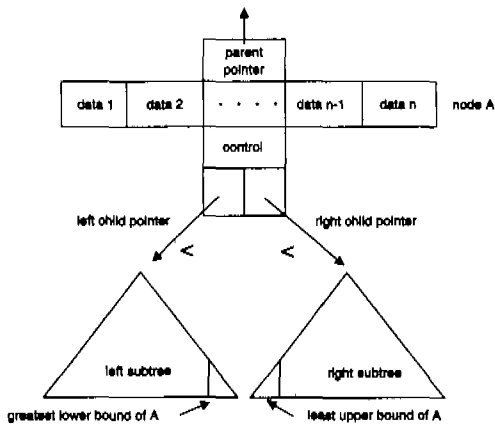 parent
pointer
data 1 data 2 · · · · data n-1 data n node A
control
left child pointer right child pointer
< <
left subtree right subtree
greatest lower bound of A least upper bound of A